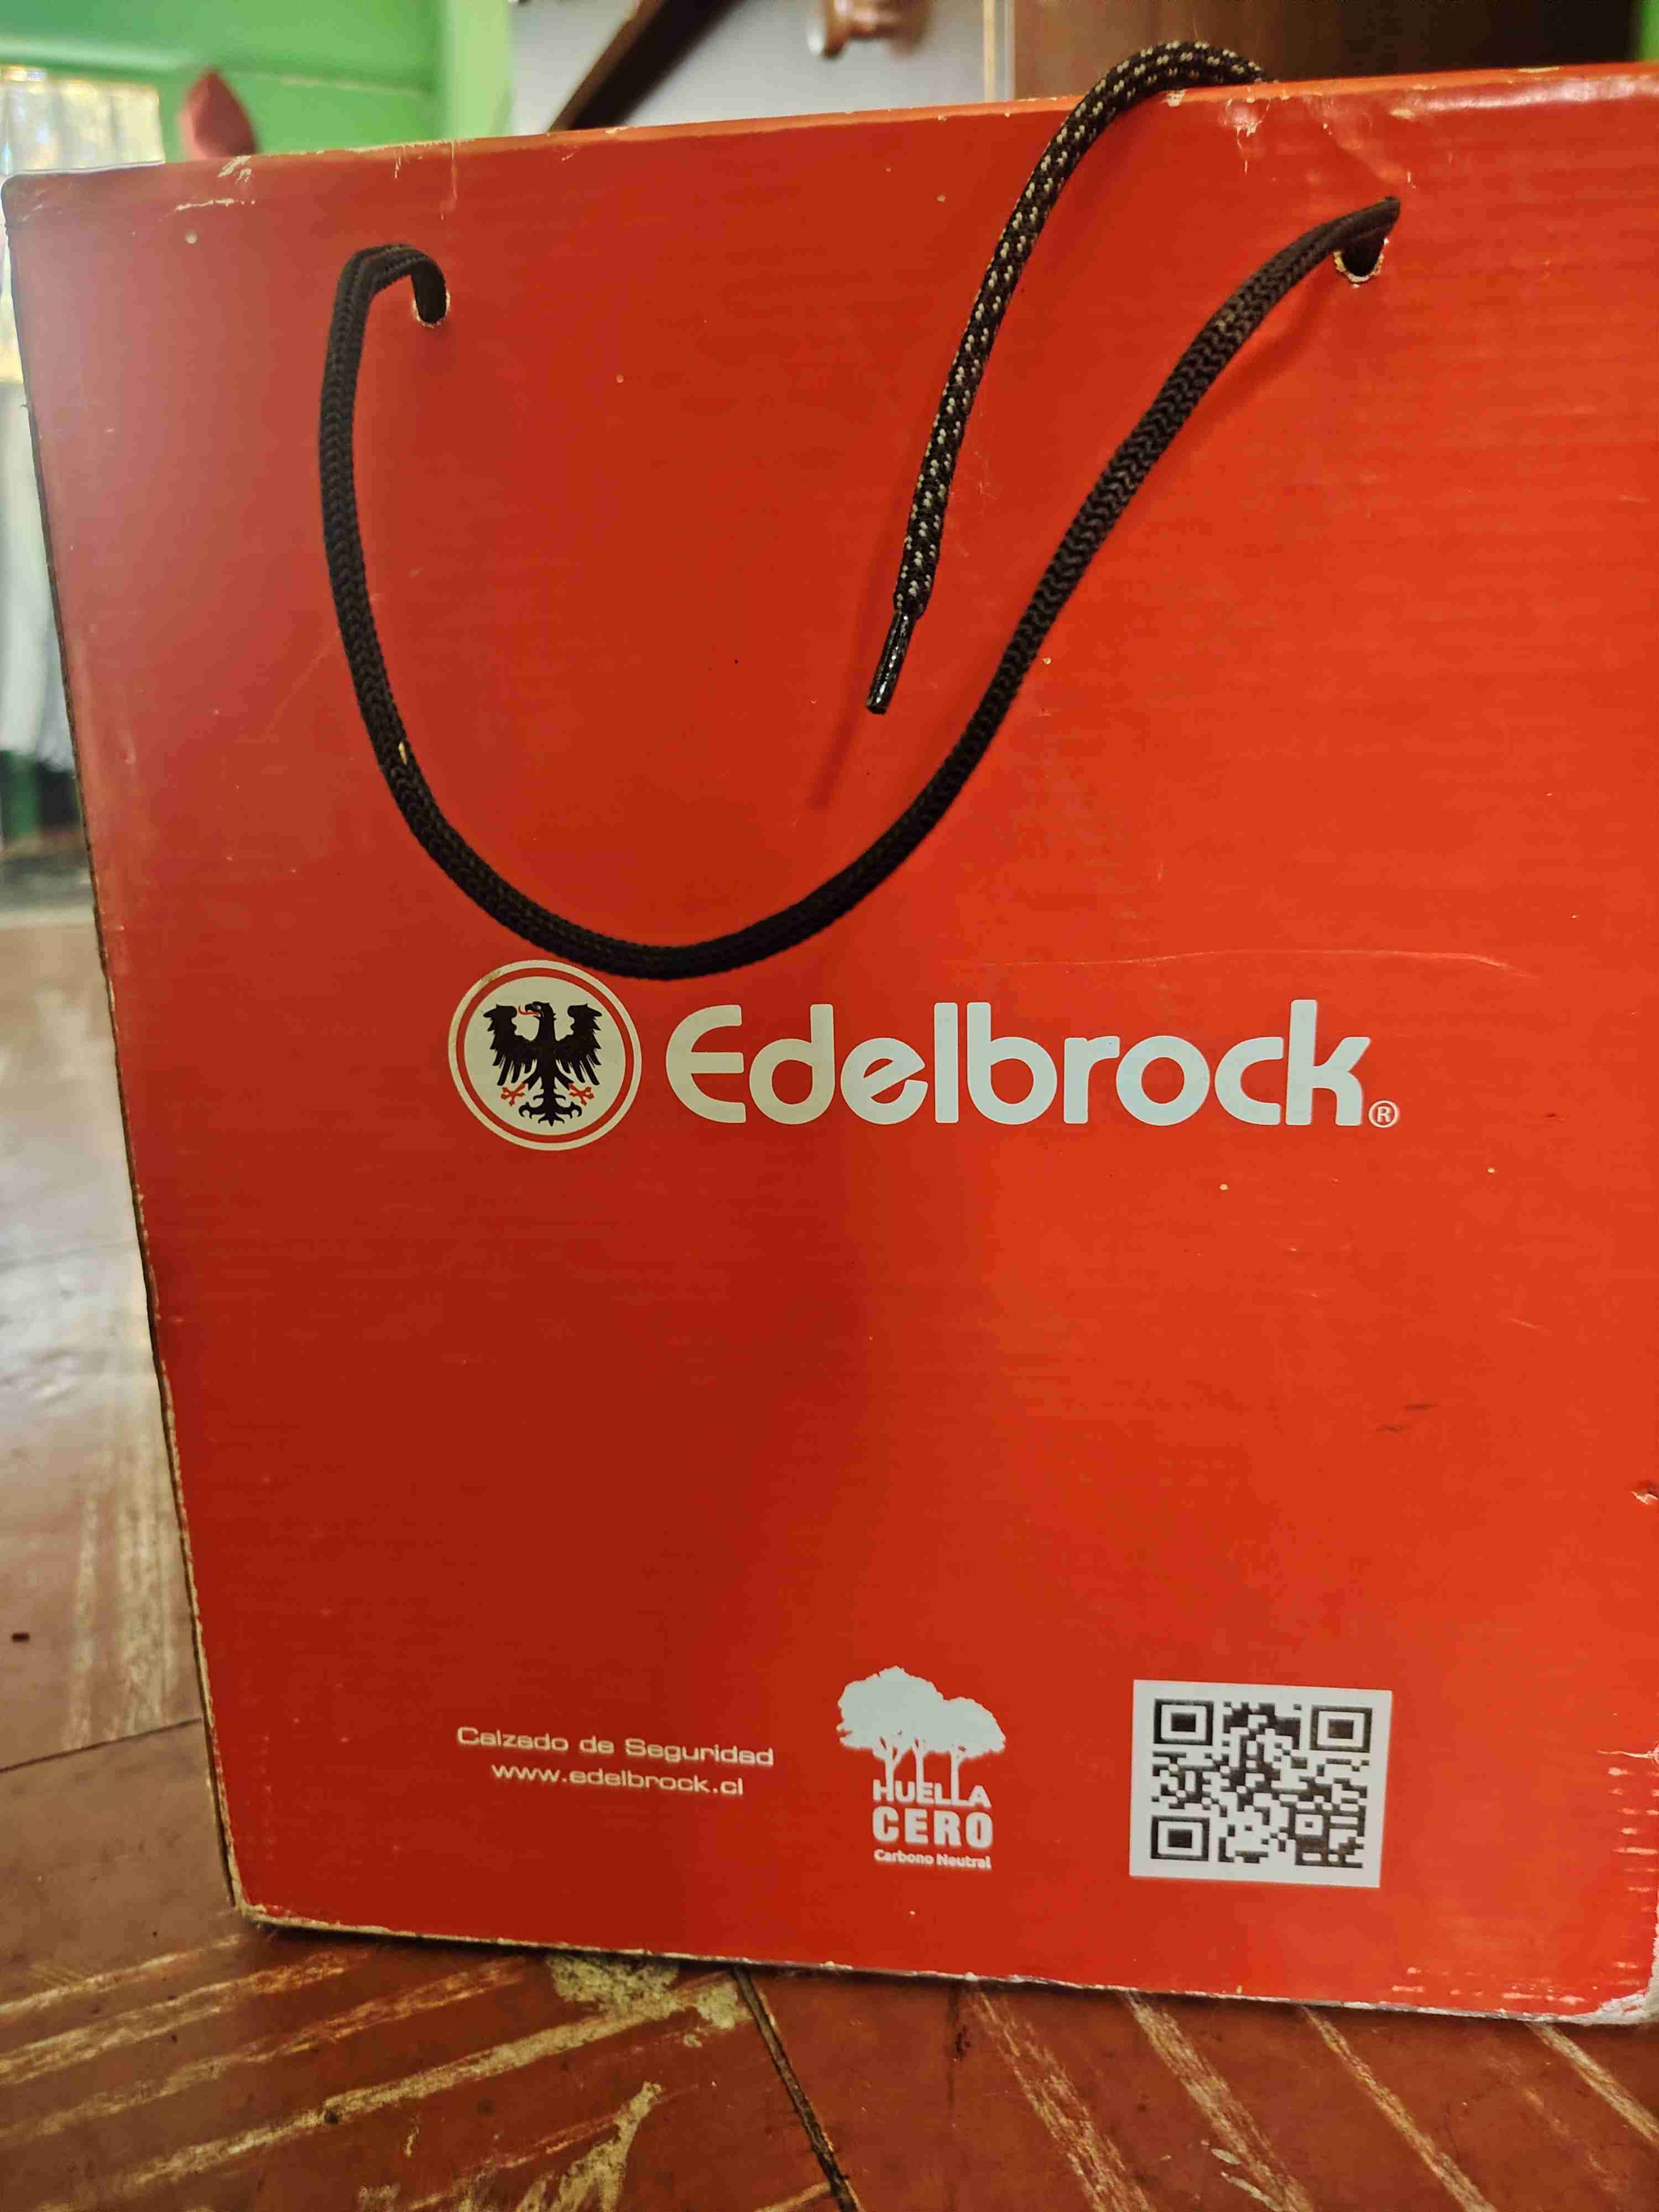 Edelbrock®
Calzado de Seguridad
www.edelbrock.cl
HUELLA
CERO
Carbono Neutral